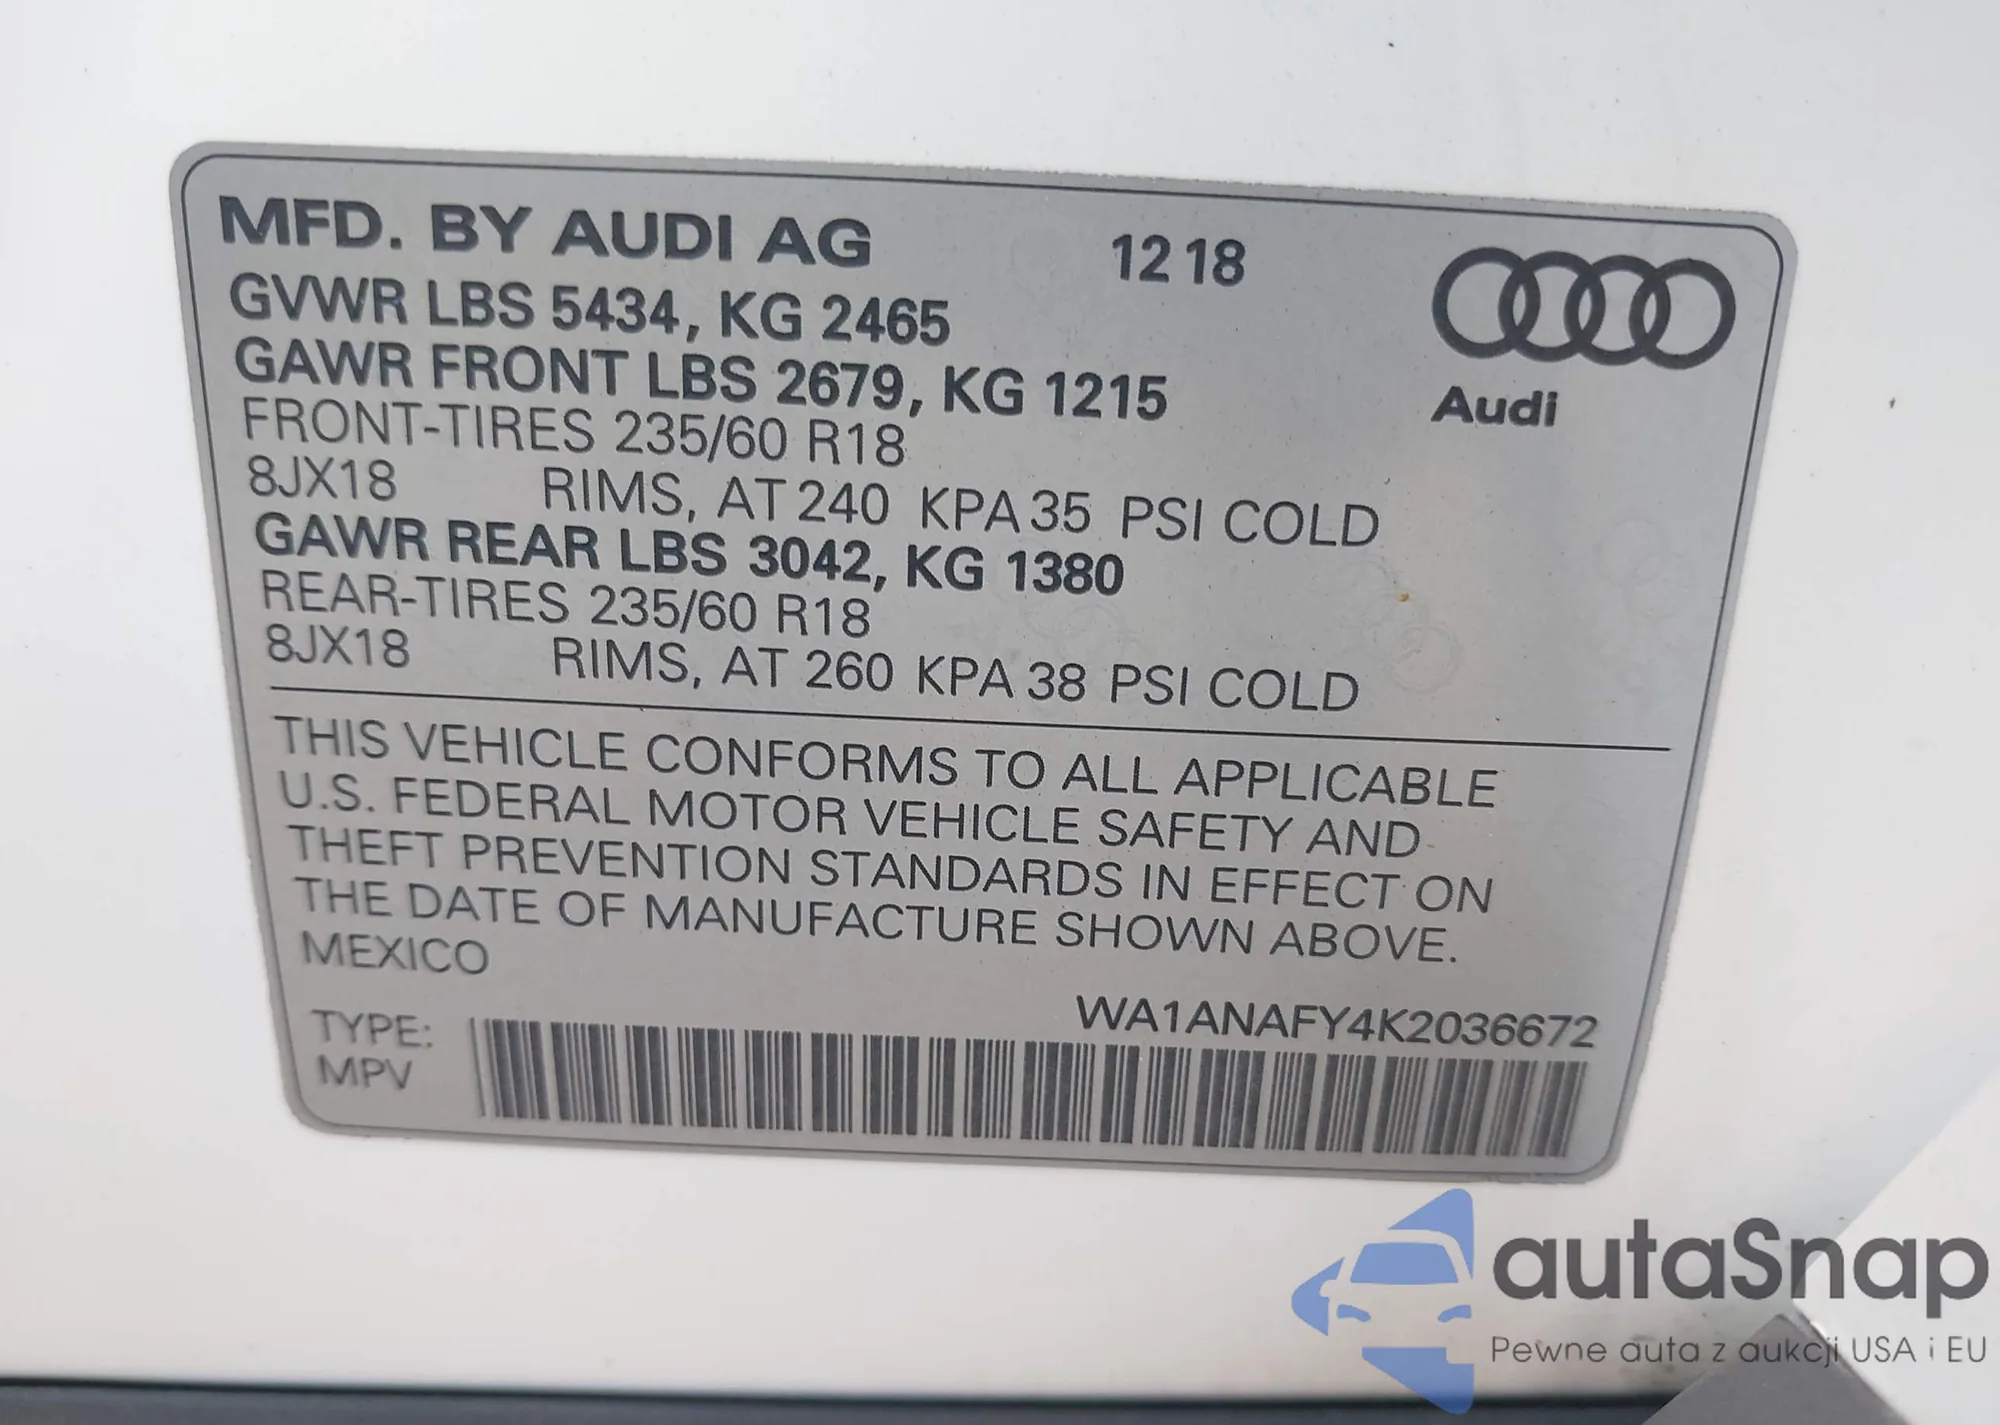 MFD. BY AUDI AG 12 18
Audi
GVWR LBS 5434, KG 2465
GAWR FRONT LBS 2679, KG 1215
FRONT-TIRES 235/60 R18
8JX18 RIMS, AT 240 KPA 35 PSI COLD
GAWR REAR LBS 3042, KG 1380
REAR-TIRES 235/60 R18
8JX18 RIMS, AT 260 KPA 38 PSI COLD
THIS VEHICLE CONFORMS TO ALL APPLICABLE
U.S. FEDERAL MOTOR VEHICLE SAFETY AND
THEFT PREVENTION STANDARDS IN EFFECT ON
THE DATE OF MANUFACTURE SHOWN ABOVE.
MEXICO
WA1ANAFY4K2036672
TYPE:
MPV
autaSnap
Pewne auta z aukcji USA i EU